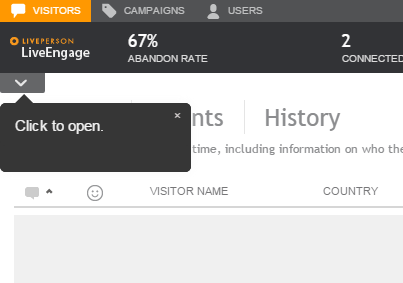 VISITORS CAMPAIGNS USERS
LIVEPERSON
LiveEngage
67%
ABANDON RATE
2
CONNECTED
Click to open. ×
History
time, including information on who the
VISITOR NAME COUNTRY